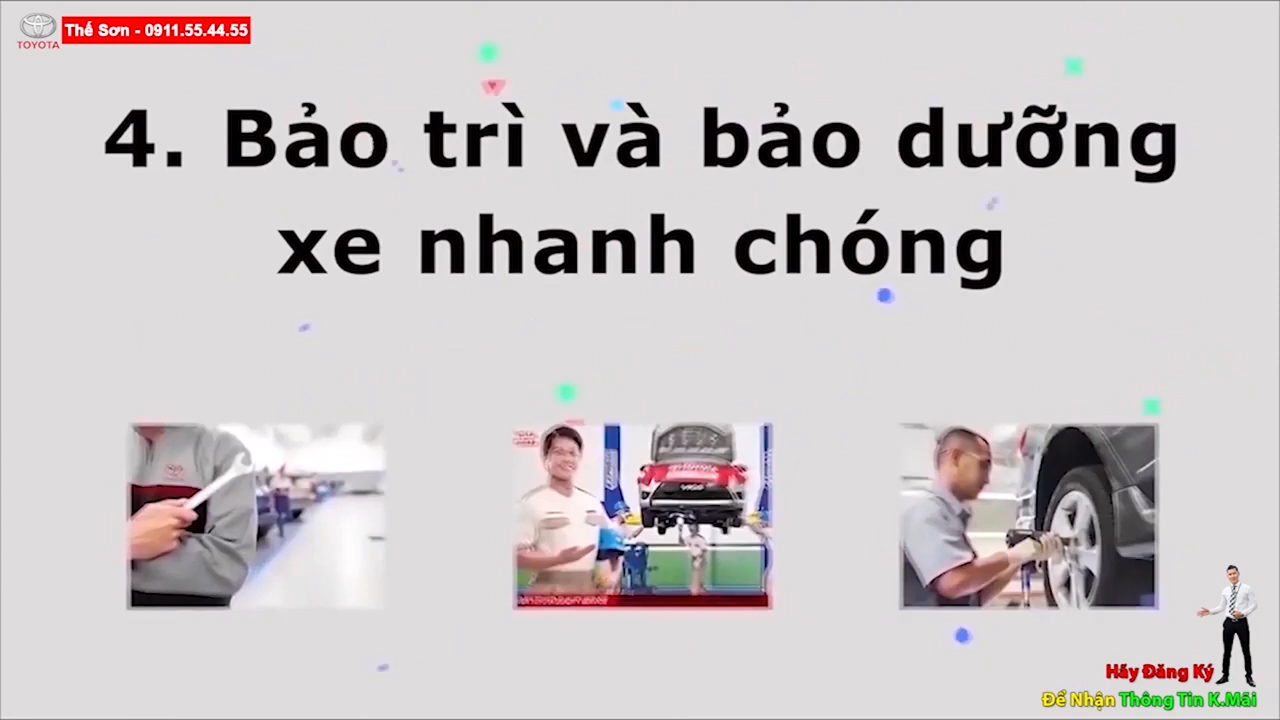 TOYOTA
Thế Sơn - 0911.55.44.55
4. Bảo trì và bảo dưỡng
xe nhanh chóng
VIOS
Hãy Đăng Ký
Để Nhận Thông Tin K.Mãi